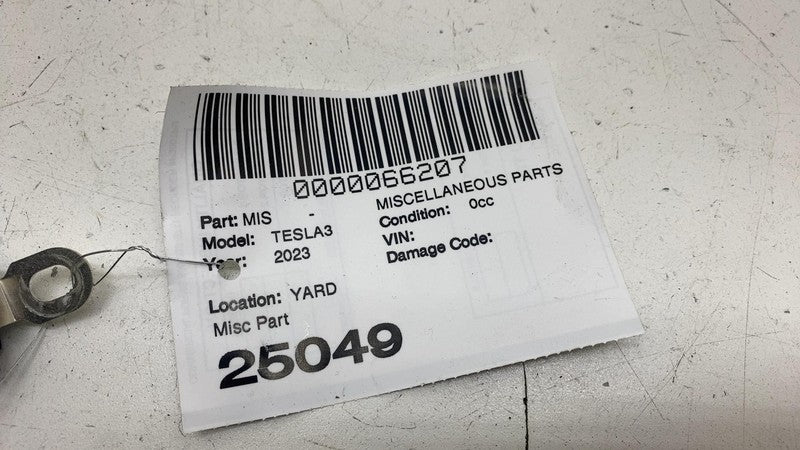 0000066207
MISCELLANEOUS PARTS
Part: MIS -
Condition: 0cc
Model: TESLA3
VIN:
Year: 2023
Damage Code:
Location: YARD
Misc Part
25049